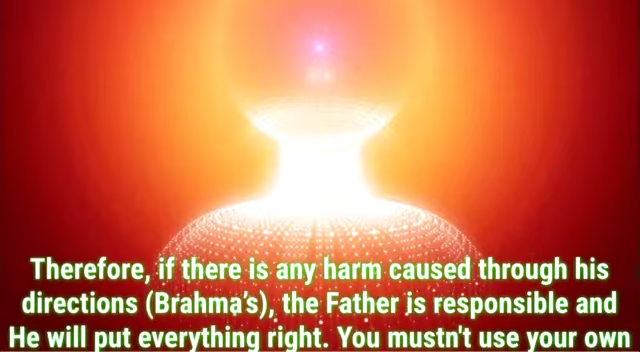 Therefore, if there is any harm caused through his
directions (Brahma's), the Father is responsible and
He will put everything right. You mustn't use your own